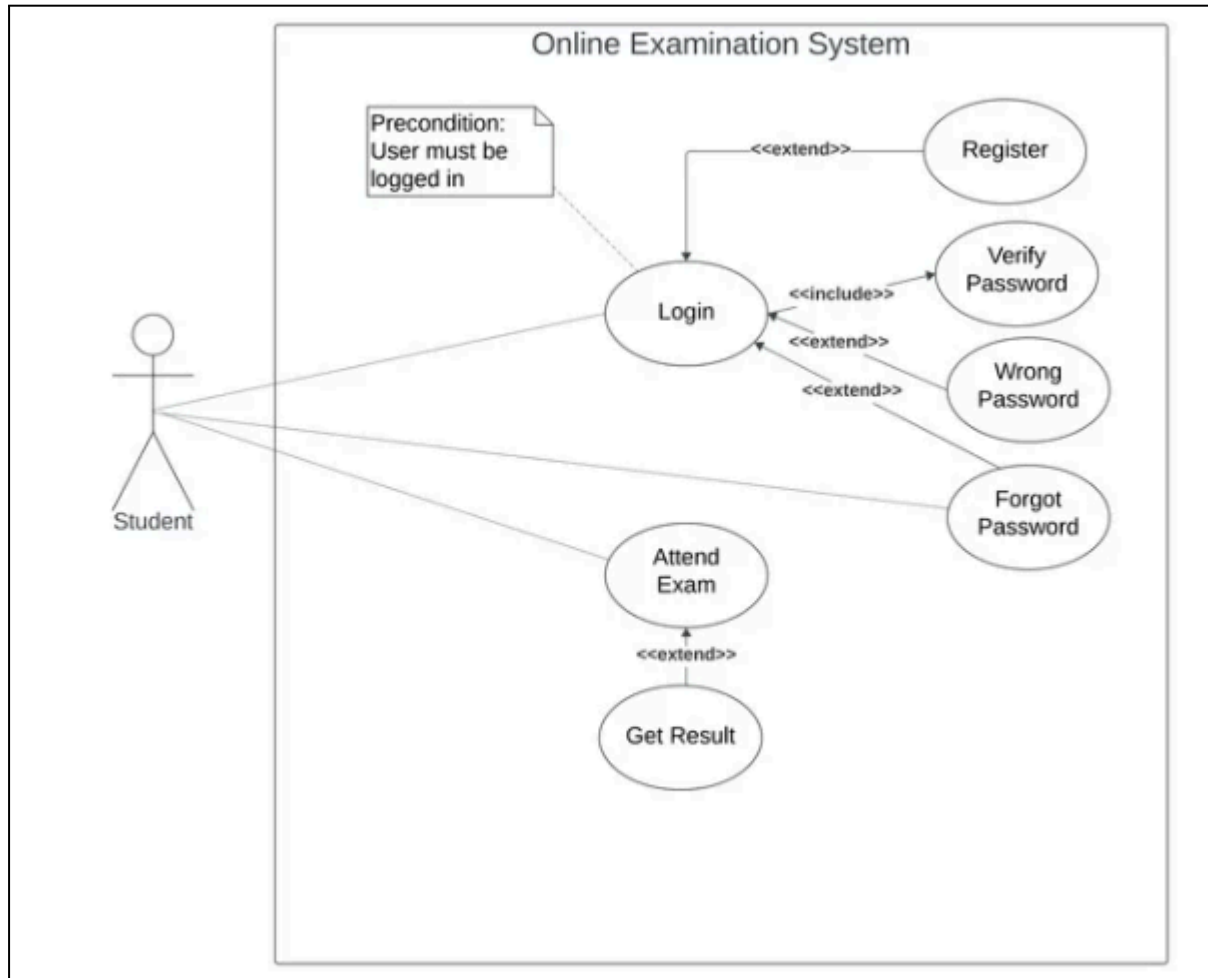 Online Examination System
Precondition:
User must be
logged in
<<extend>>
Register
Verify
Password
<<include>>
Login
<<extend>>
Wrong
Password
<<extend>>
Forgot
Password
Student
Attend
Exam
<<extend>>
Get Result